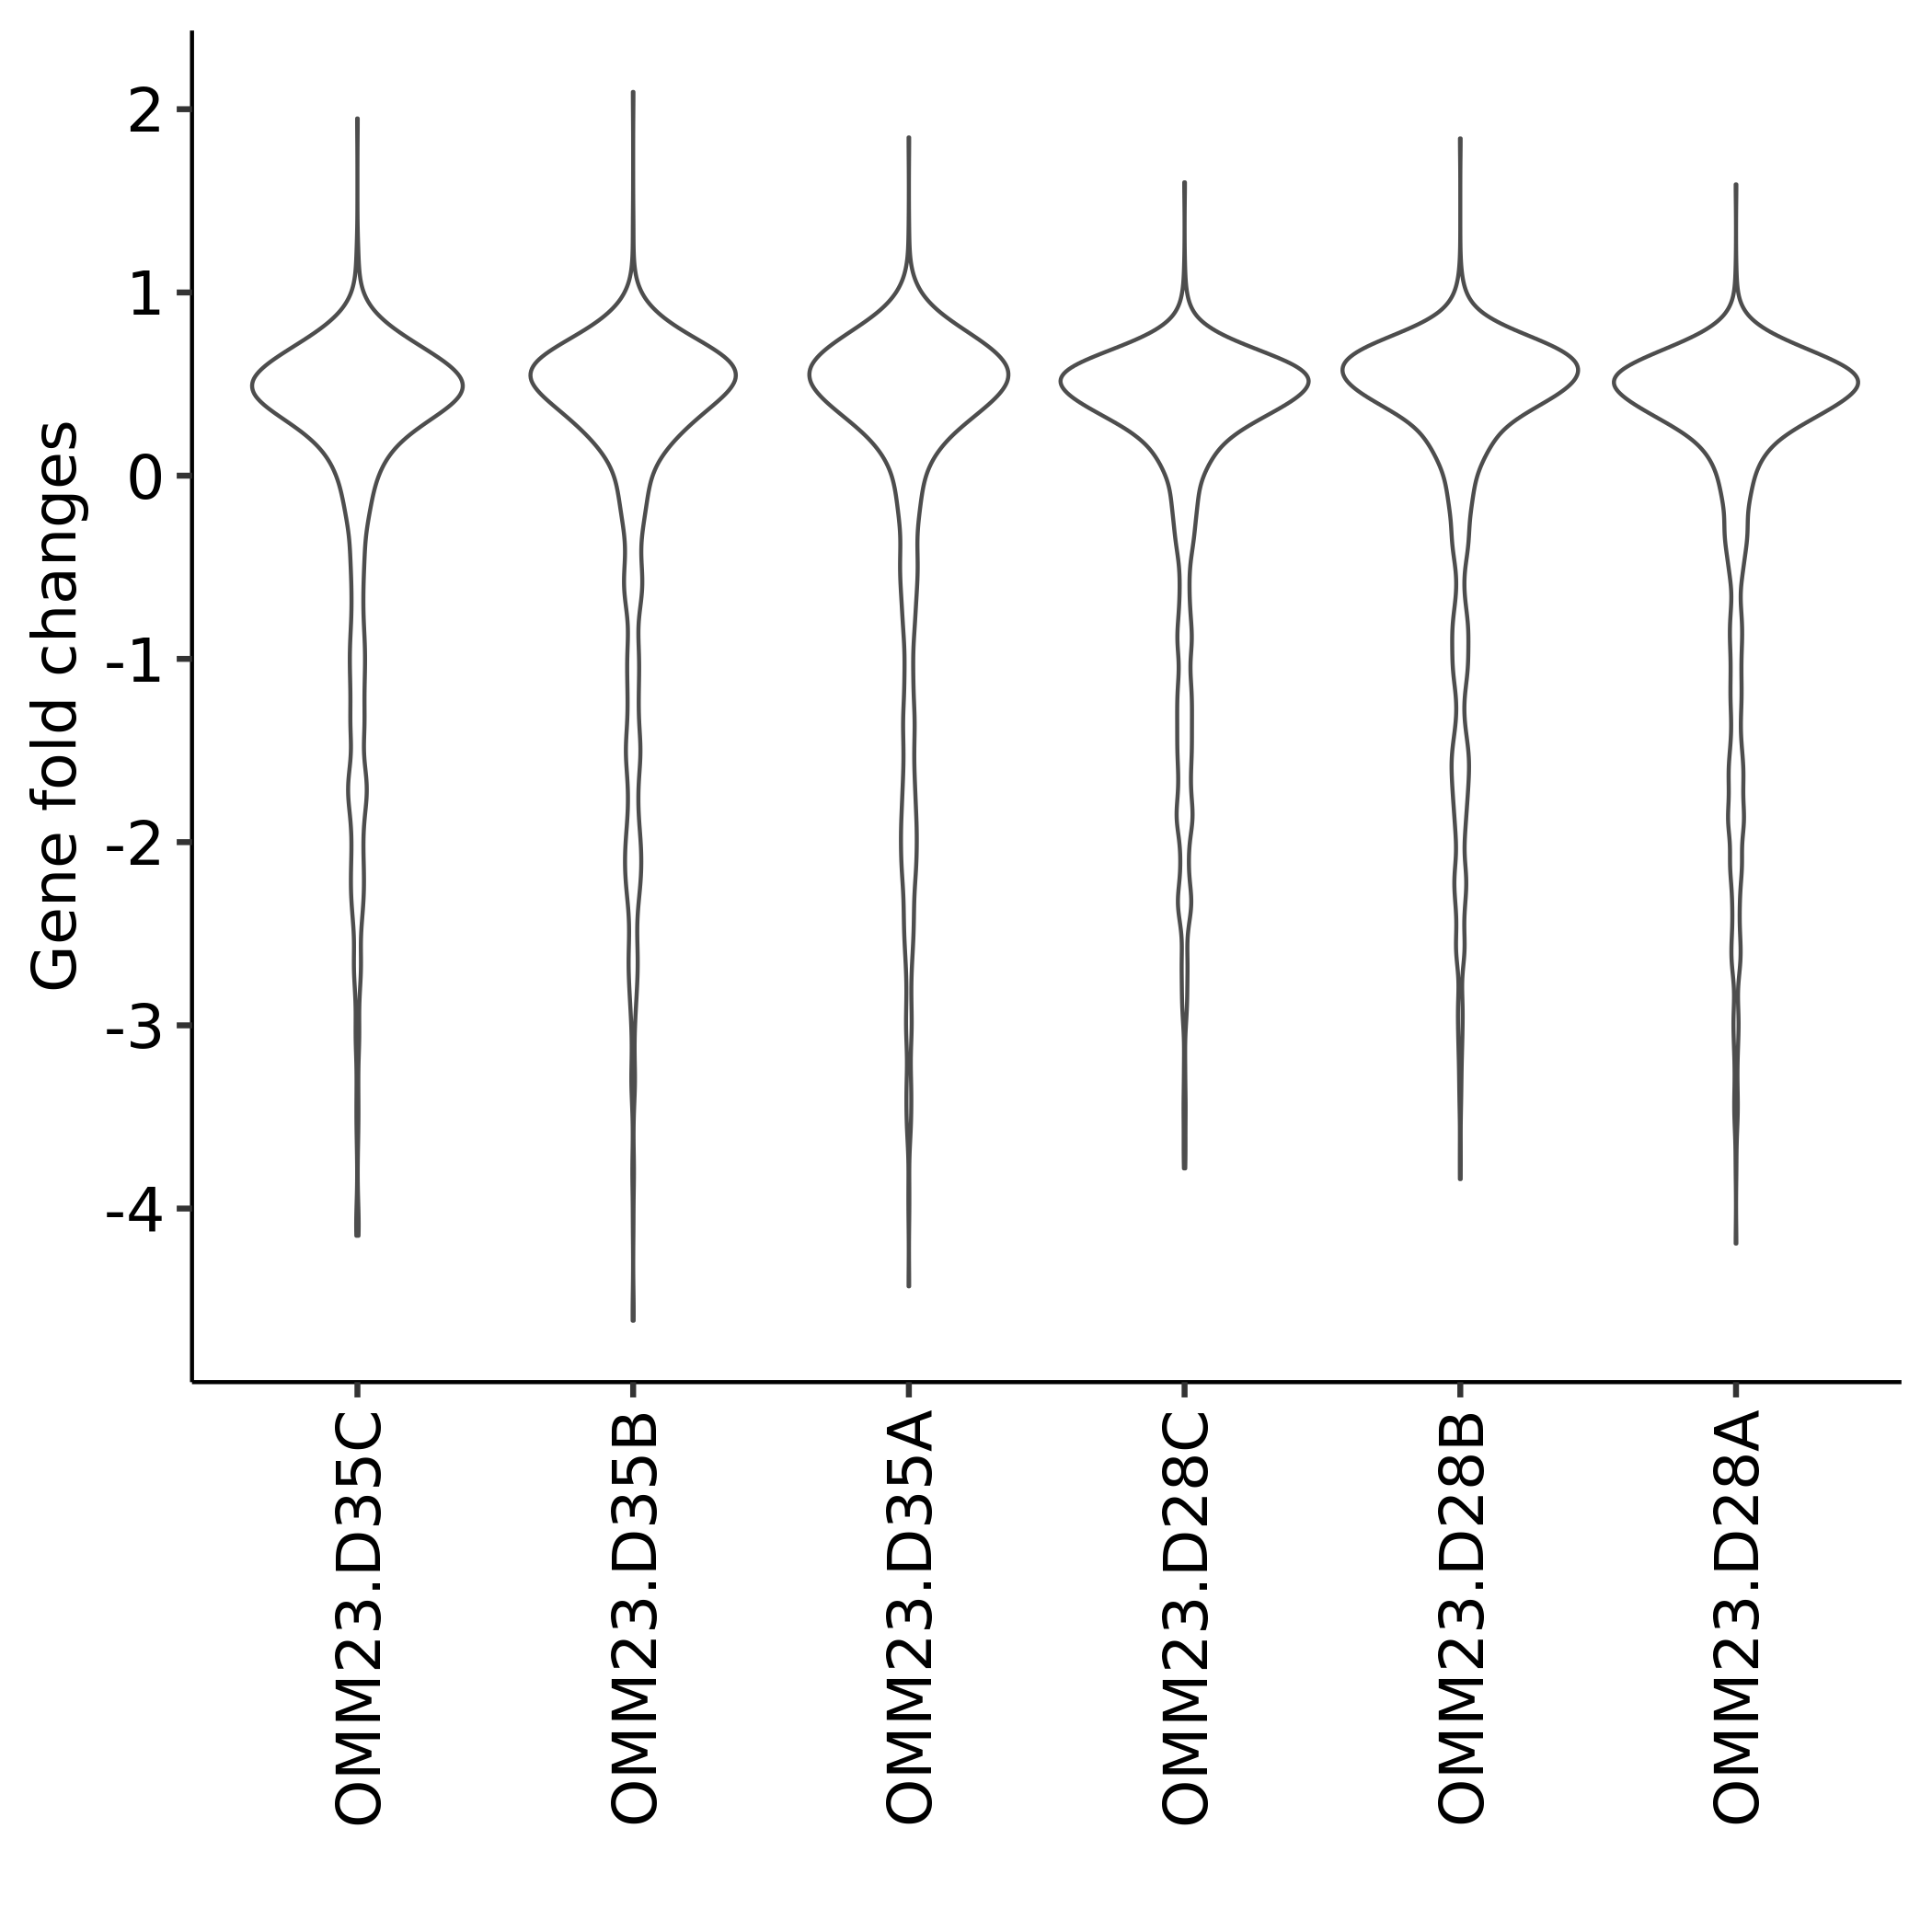 Gene fold changes
2
1
0
-1
-2
-3
-4
OMM23.D35C
OMM23.D35B
OMM23.D35A
OMM23.D28C
OMM23.D28B
OMM23.D28A